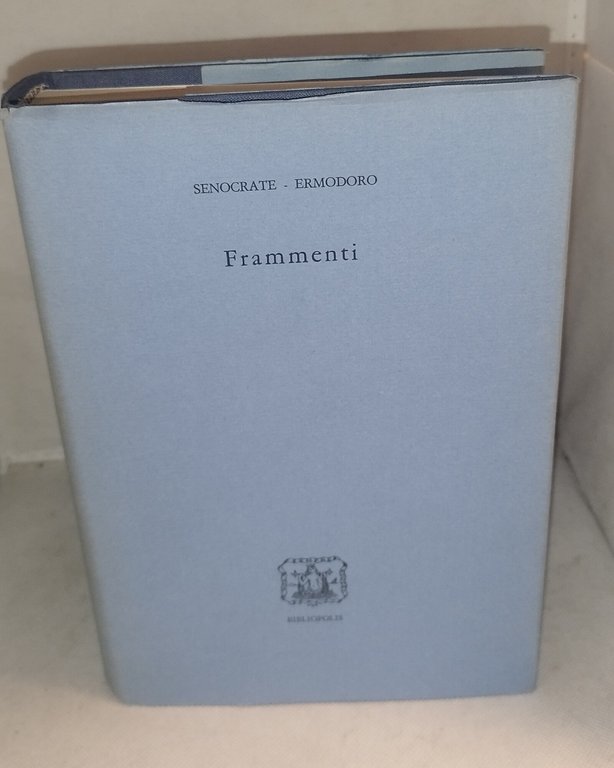 SENOCRATE - ERMODORO
Frammenti
BIBLIOPOLIS